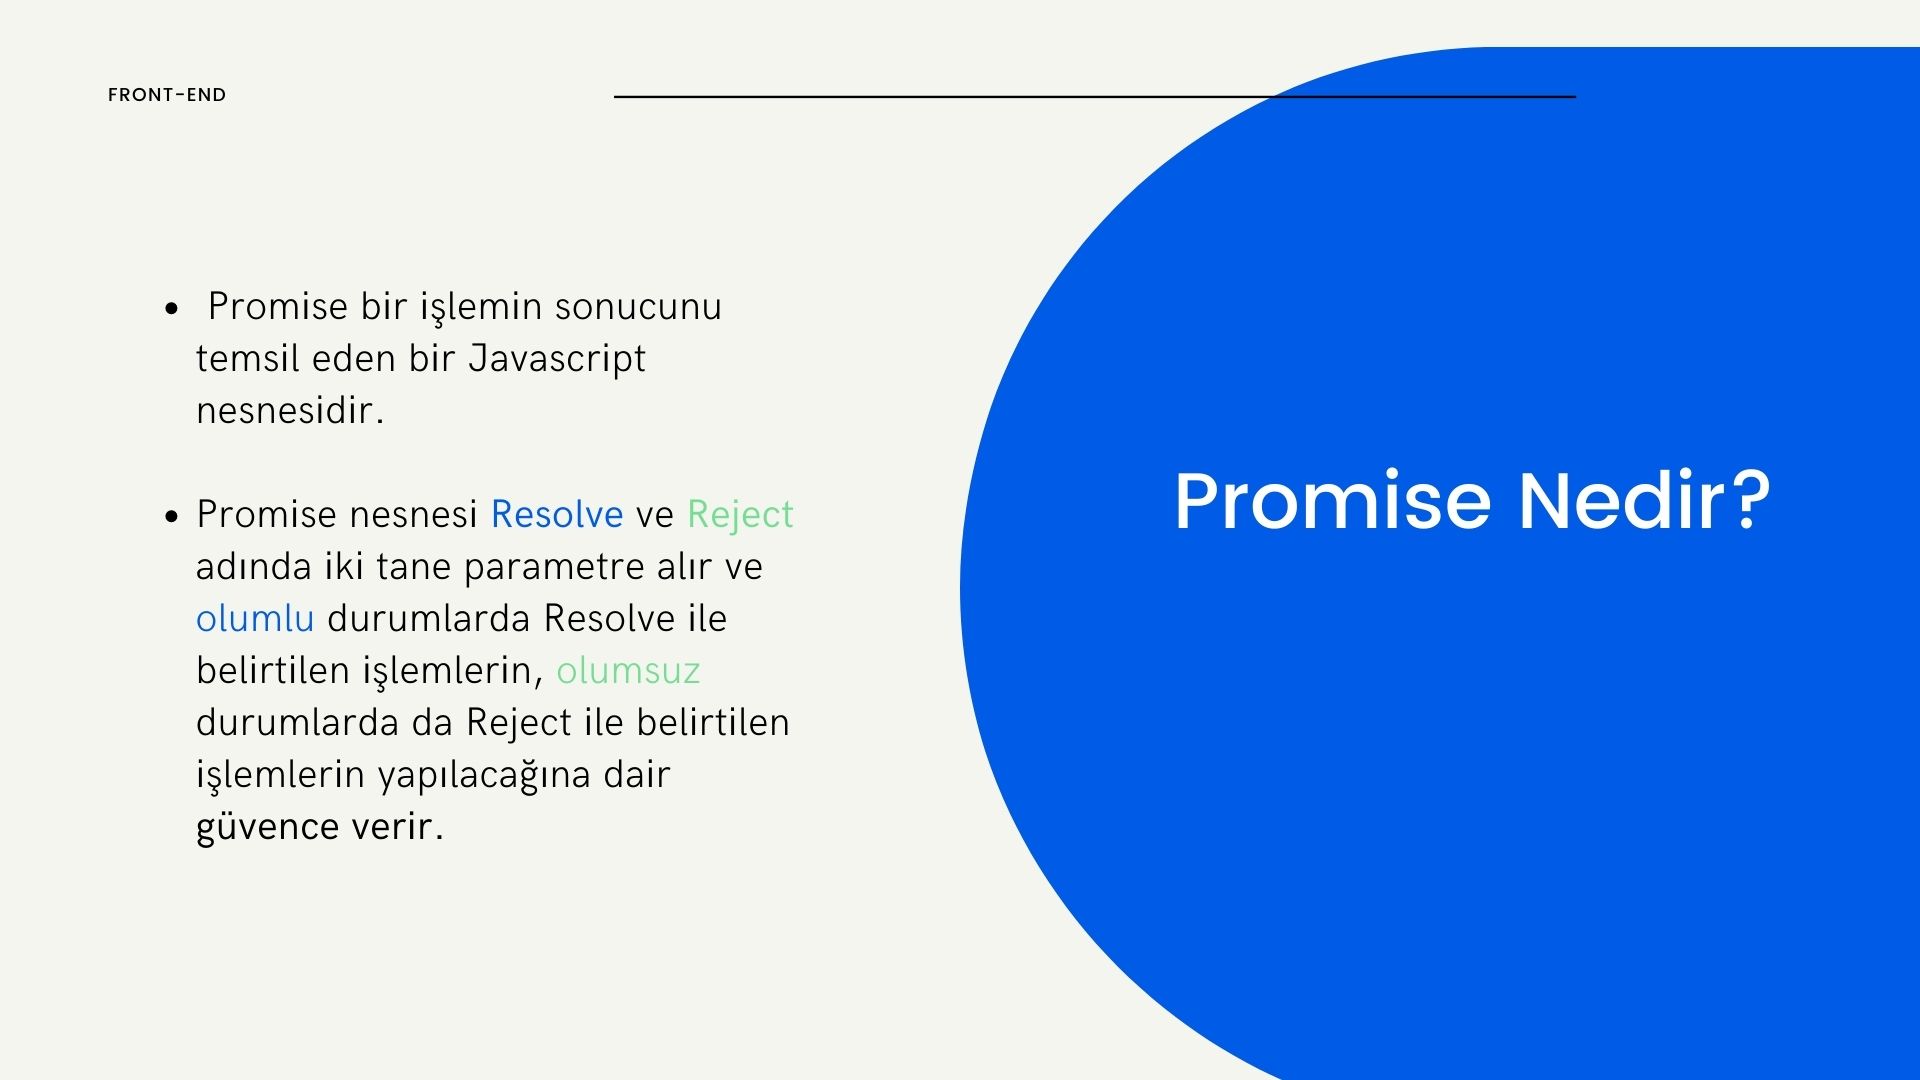 FRONT-END
• Promise bir işlemin sonucunu
temsil eden bir Javascript
nesnesidir.
• Promise nesnesi Resolve ve Reject
adında iki tane parametre alır ve
olumlu durumlarda Resolve ile
belirtilen işlemlerin, olumsuz
durumlarda da Reject ile belirtilen
işlemlerin yapılacağına dair
güvence verir.
Promise Nedir?